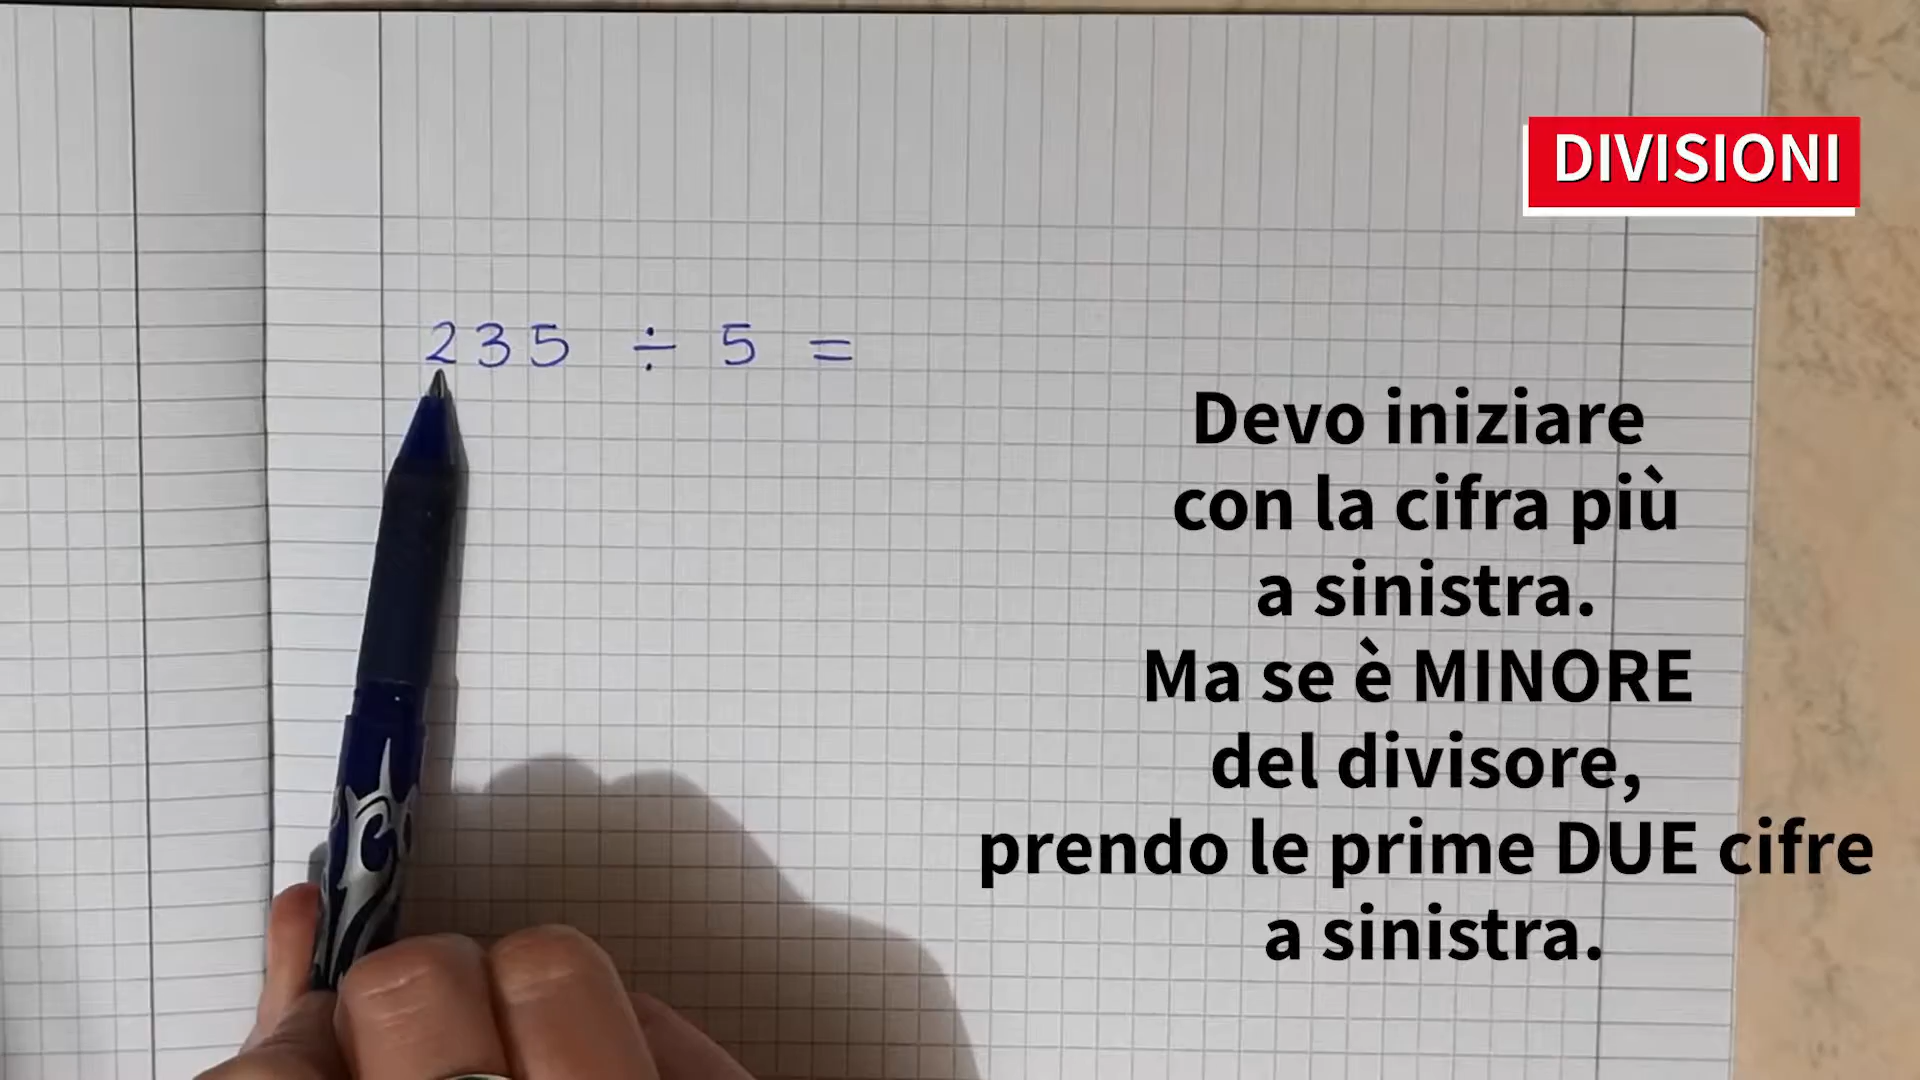 DIVISIONI
235 ÷ 5 =
Devo iniziare
con la cifra più
a sinistra.
Ma se è MINORE
del divisore,
prendo le prime DUE cifre
a sinistra.